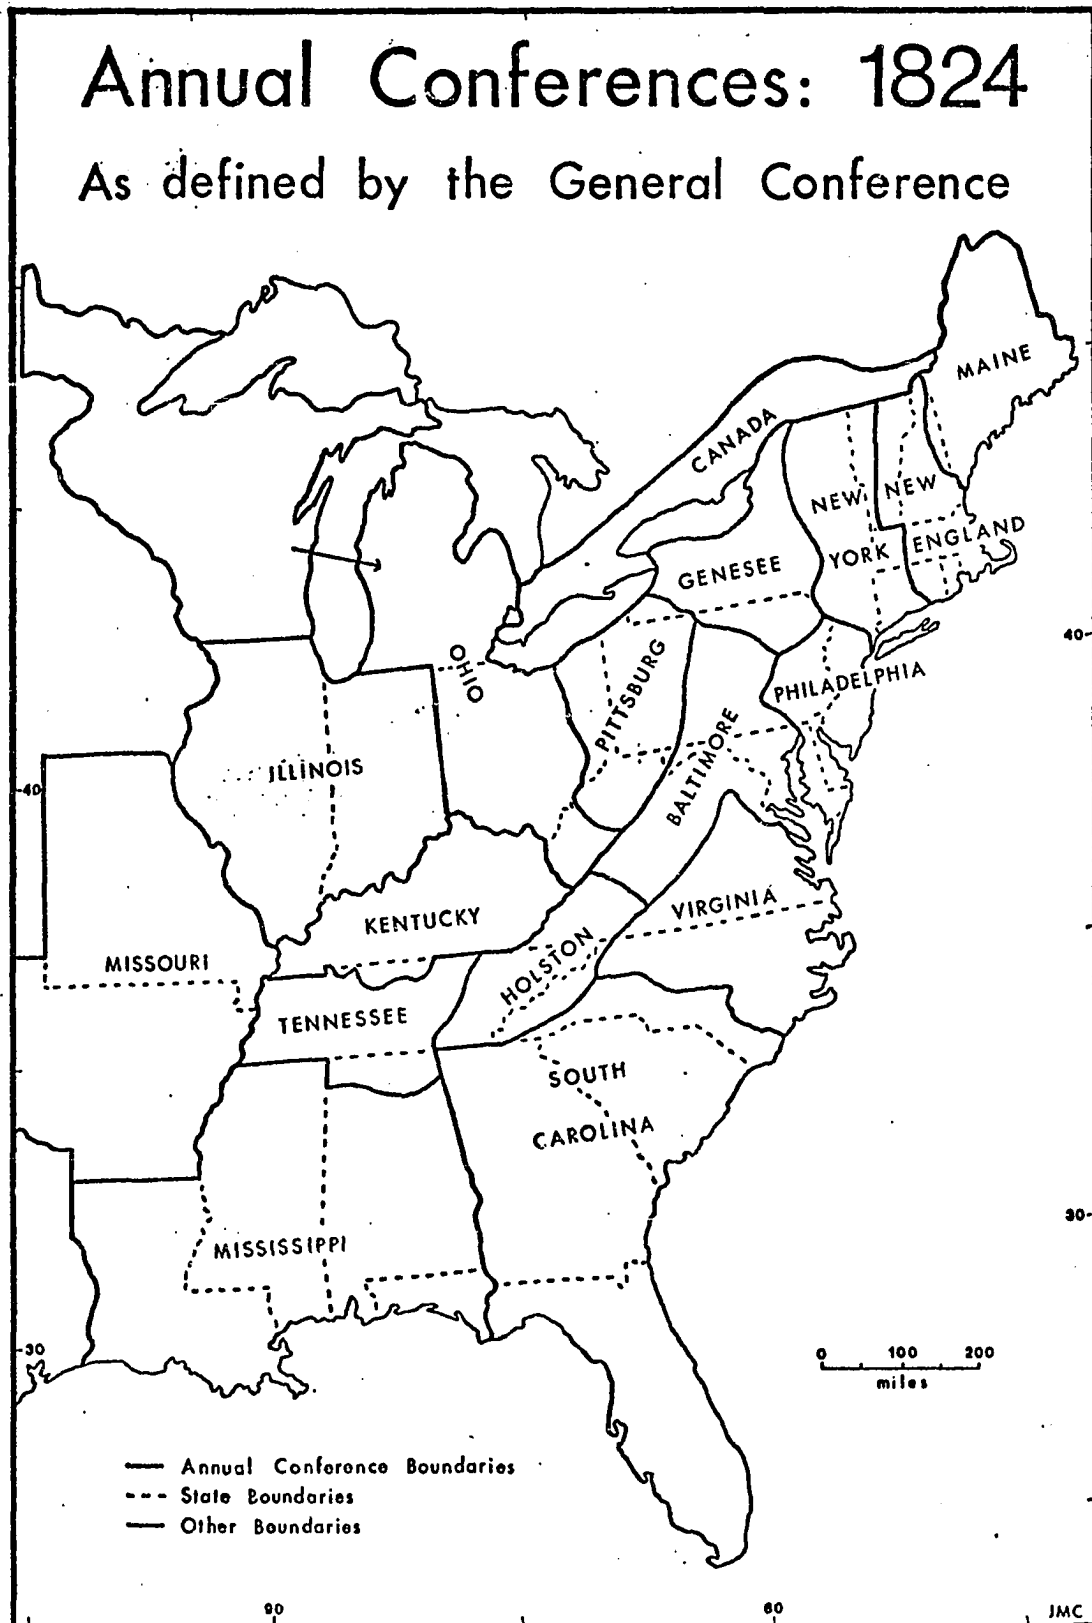 Annual Conferences: 1824
As defined by the General Conference
MAINE
CANADA
NEW
YORK
NEW
ENGLAND
GENESEE
OHIO
PITTSBURG
PHILADELPHIA
BALTIMORE
ILLINOIS
KENTUCKY
VIRGINIA
MISSOURI
HOLSTON
TENNESSEE
SOUTH
CAROLINA
MISSISSIPPI
40
40
30
30
0 100 200
miles
Annual Conference Boundaries
State Boundaries
Other Boundaries
90
80
JMC